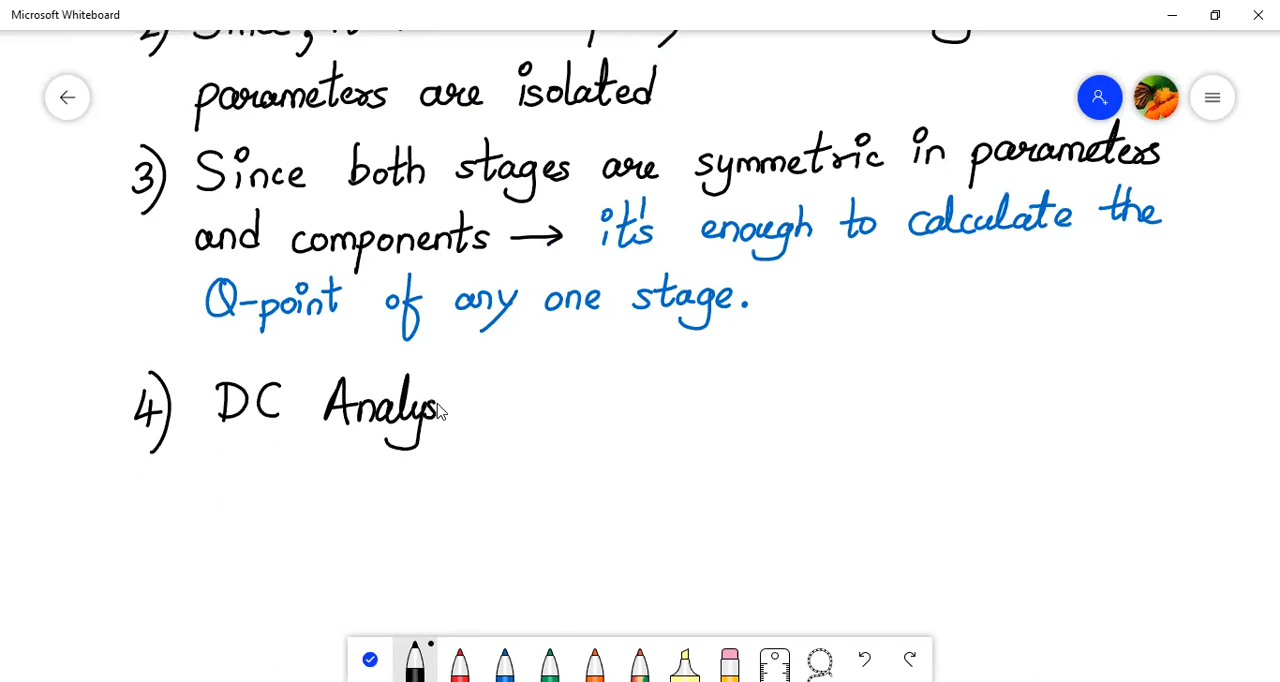 Microsoft Whiteboard
parameters are isolated
3) Since both stages are symmetric in parameters
and components → it's enough to calculate the
Q-point of any one stage.
4) DC Analys